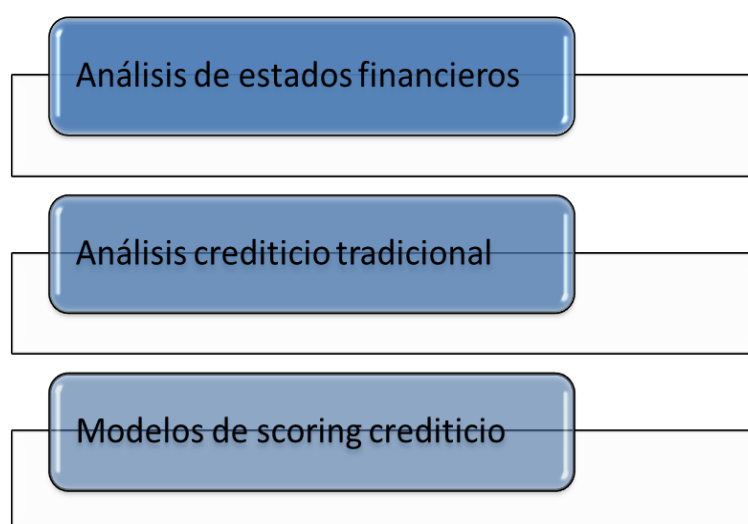 Análisis de estados financieros
Análisis crediticio tradicional
Modelos de scoring crediticio